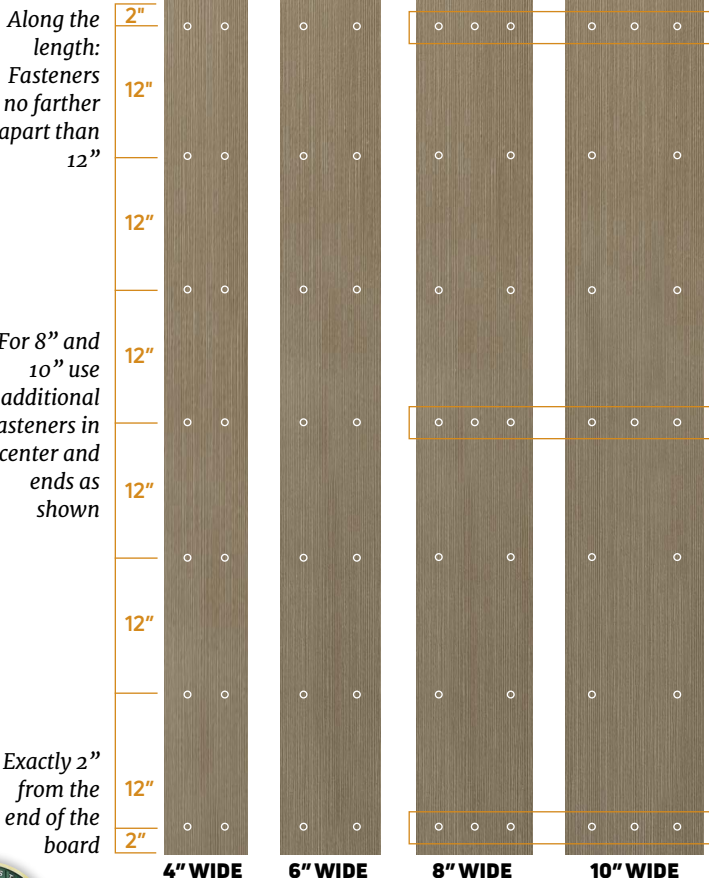 Along the
length:
Fasteners
no farther
apart than
12”
For 8” and
10” use
additional
fasteners in
center and
ends as
shown
Exactly 2”
from the
end of the
board
2"
12"
12”
12”
12”
12”
12”
2”
4” WIDE
6” WIDE
8” WIDE
10” WIDE